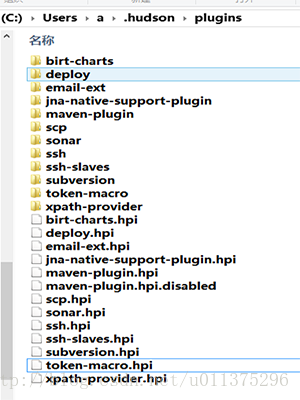 (C:) › Users › a › .hudson › plugins
名称
birt-charts
deploy
email-ext
jna-native-support-plugin
maven-plugin
scp
sonar
ssh
ssh-slaves
subversion
token-macro
xpath-provider
birt-charts.hpi
deploy.hpi
email-ext.hpi
jna-native-support-plugin.hpi
maven-plugin.hpi
maven-plugin.hpi.disabled
scp.hpi
sonar.hpi
ssh.hpi
ssh-slaves.hpi
subversion.hpi
token-macro.hpi
xpath-provider.hpi